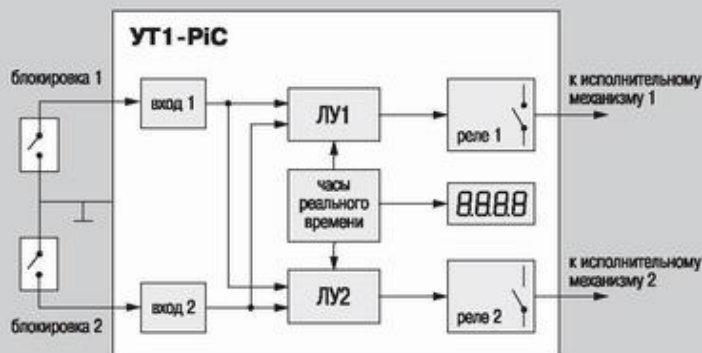 УТ1-PiC
блокировка 1
вход 1
ЛУ1
реле 1
к исполнительному
механизму 1
часы
реального
времени
8.8.8.8
блокировка 2
вход 2
ЛУ2
реле 2
к исполнительному
механизму 2